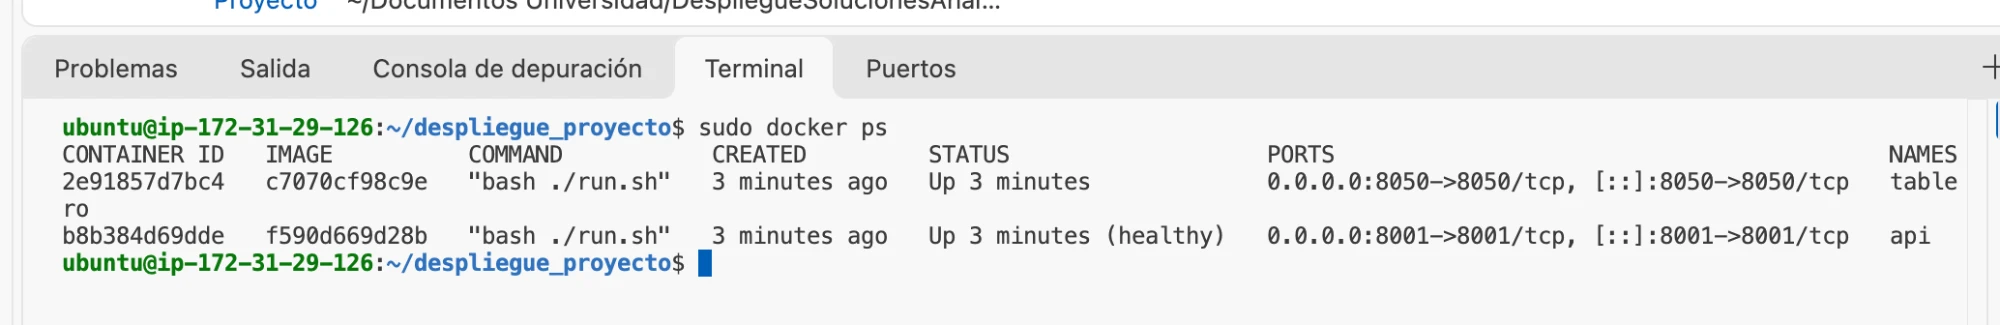 Proyecto ~/Documentos Universidad/DespliegueSolucionesAnal...
Problemas Salida Consola de depuración Terminal Puertos
ubuntu@ip-172-31-29-126:~/despliegue_proyecto$ sudo docker ps
CONTAINER ID IMAGE COMMAND CREATED STATUS PORTS NAMES
2e91857d7bc4 c7070cf98c9e "bash ./run.sh" 3 minutes ago Up 3 minutes 0.0.0.0:8050->8050/tcp, [::]:8050->8050/tcp table
ro
b8b384d69dde f590d669d28b "bash ./run.sh" 3 minutes ago Up 3 minutes (healthy) 0.0.0.0:8001->8001/tcp, [::]:8001->8001/tcp api
ubuntu@ip-172-31-29-126:~/despliegue_proyecto$